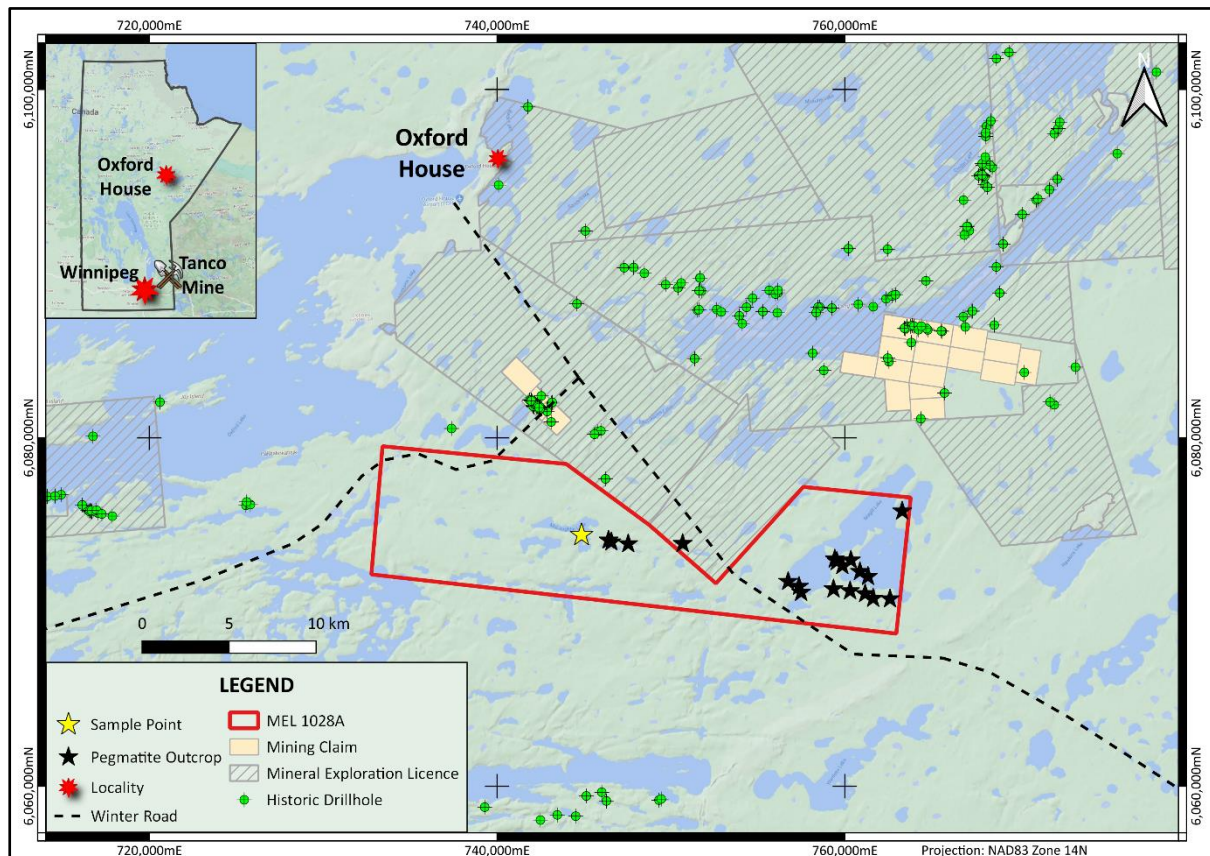 720,000mE
740,000mE
760,000mE
6,100,000mN
6,100,000mN
Canada
Oxford
House
Winnipeg
Tanco
Mine
Oxford
House
N
6,080,000mN
6,080,000mN
0
5
10 km
LEGEND
Sample Point
Pegmatite Outcrop
Locality
Winter Road
MEL 1028A
Mining Claim
Mineral Exploration Licence
Historic Drillhole
6,060,000mN
6,060,000mN
720,000mE
740,000mE
760,000mE
Projection: NAD83 Zone 14N